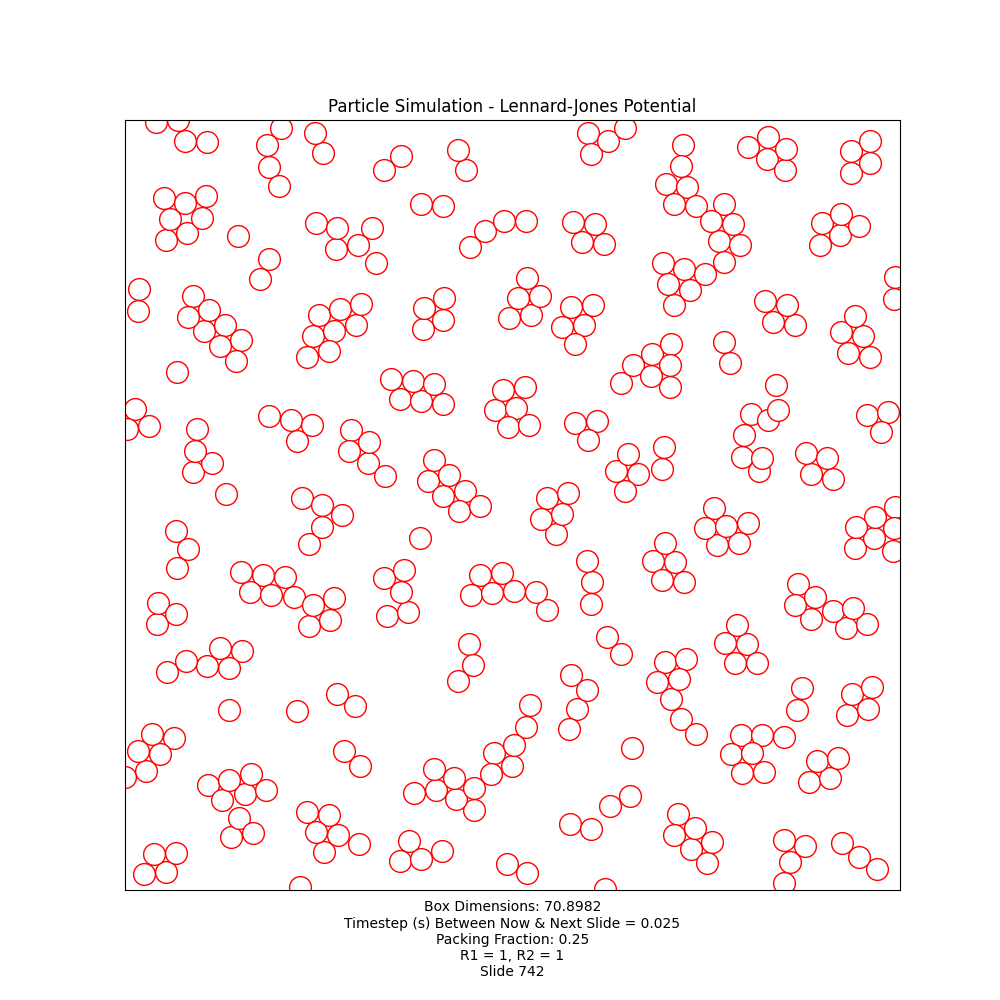 Particle Simulation - Lennard-Jones Potential
Box Dimensions: 70.8982
Timestep (s) Between Now & Next Slide = 0.025
Packing Fraction: 0.25
R1 = 1, R2 = 1
Slide 742